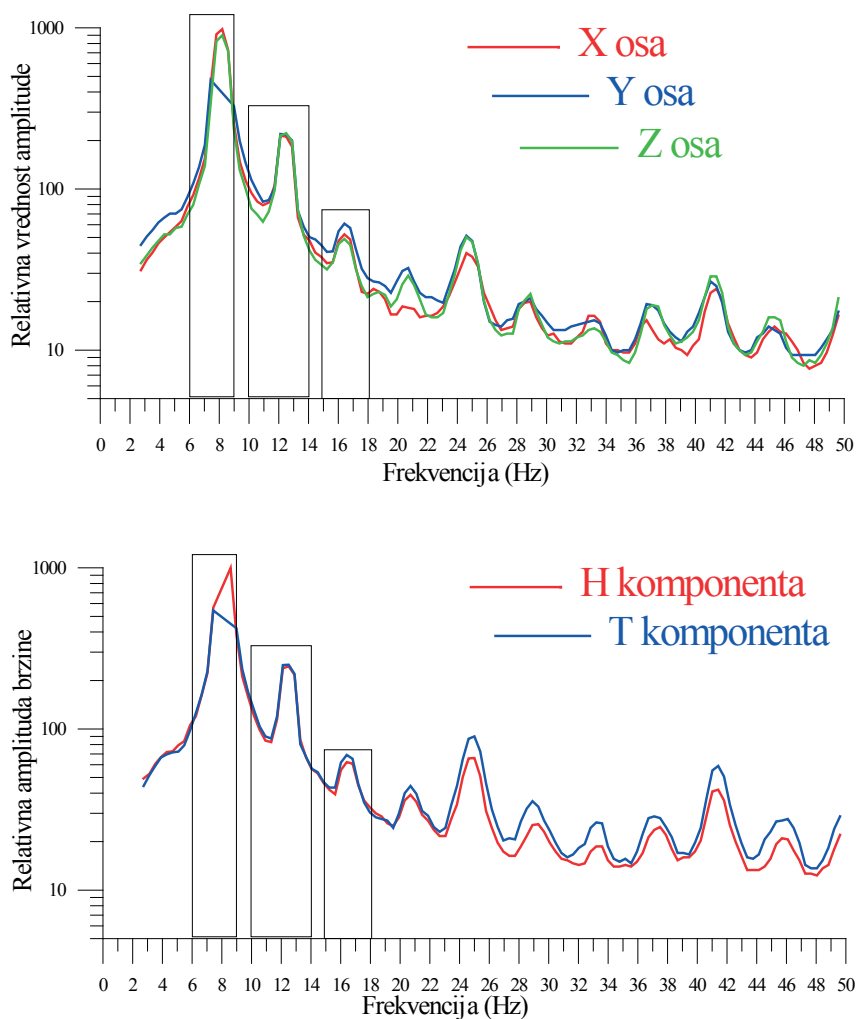 1000
100
10
Relativna vrednost amplitude
X osa
Y osa
Z osa
0 2 4 6 8 10 12 14 16 18 20 22 24 26 28 30 32 34 36 38 40 42 44 46 48 50
Frekvencija (Hz)
1000
100
10
Relativna amplituda brzine
H komponenta
T komponenta
0 2 4 6 8 10 12 14 16 18 20 22 24 26 28 30 32 34 36 38 40 42 44 46 48 50
Frekvencija (Hz)